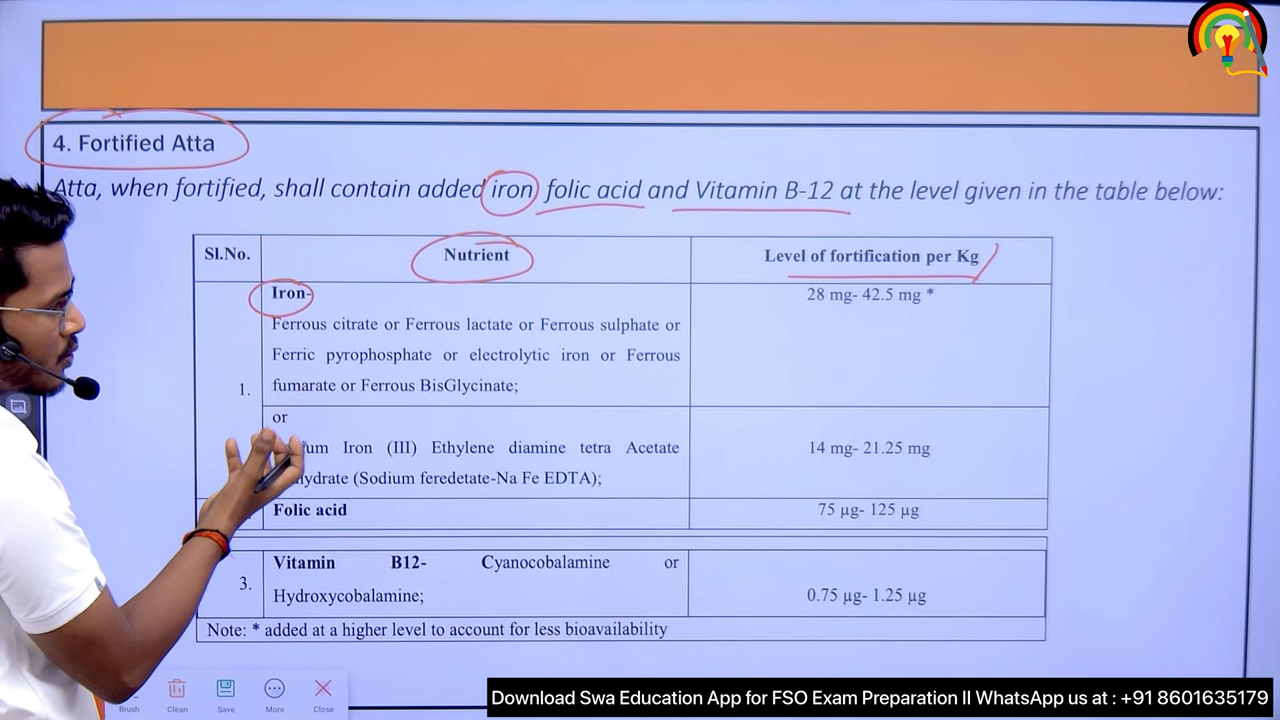 4. Fortified Atta
Atta, when fortified, shall contain added iron folic acid and Vitamin B-12 at the level given in the table below:
Sl.No. Nutrient Level of fortification per Kg
Iron- 28 mg- 42.5 mg *
Ferrous citrate or Ferrous lactate or Ferrous sulphate or
Ferric pyrophosphate or electrolytic iron or Ferrous
1. fumarate or Ferrous BisGlycinate;
or
Iron (III) Ethylene diamine tetra Acetate 14 mg- 21.25 mg
(Sodium feredetate-Na Fe EDTA);
Folic acid 75 µg- 125 µg
Vitamin B12- Cyanocobalamine or
3. Hydroxycobalamine; 0.75 µg- 1.25 µg
Note: * added at a higher level to account for less bioavailability
Brush Clean Save More Close
Download Swa Education App for FSO Exam Preparation II WhatsApp us at : +91 8601635179